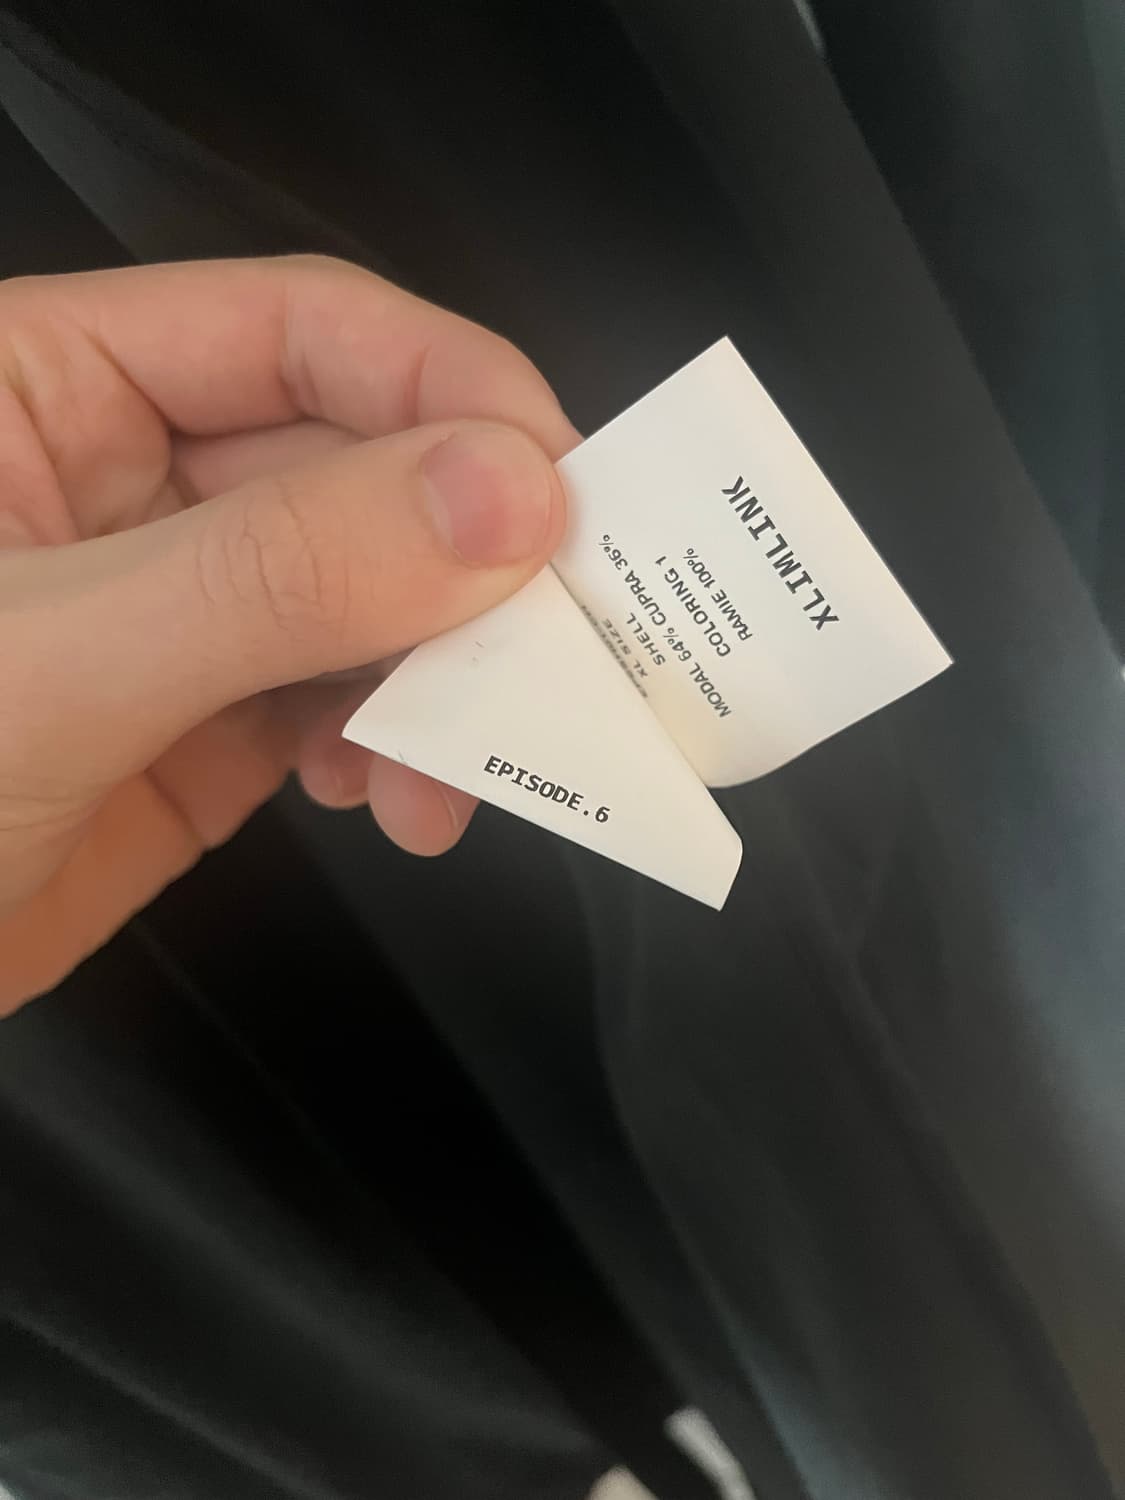 XL SIZE
SHELL
MODAL 64% CUPRA 36%
COLORING 1
RAMIE 100%
XLIMLINK
EPISODE.6